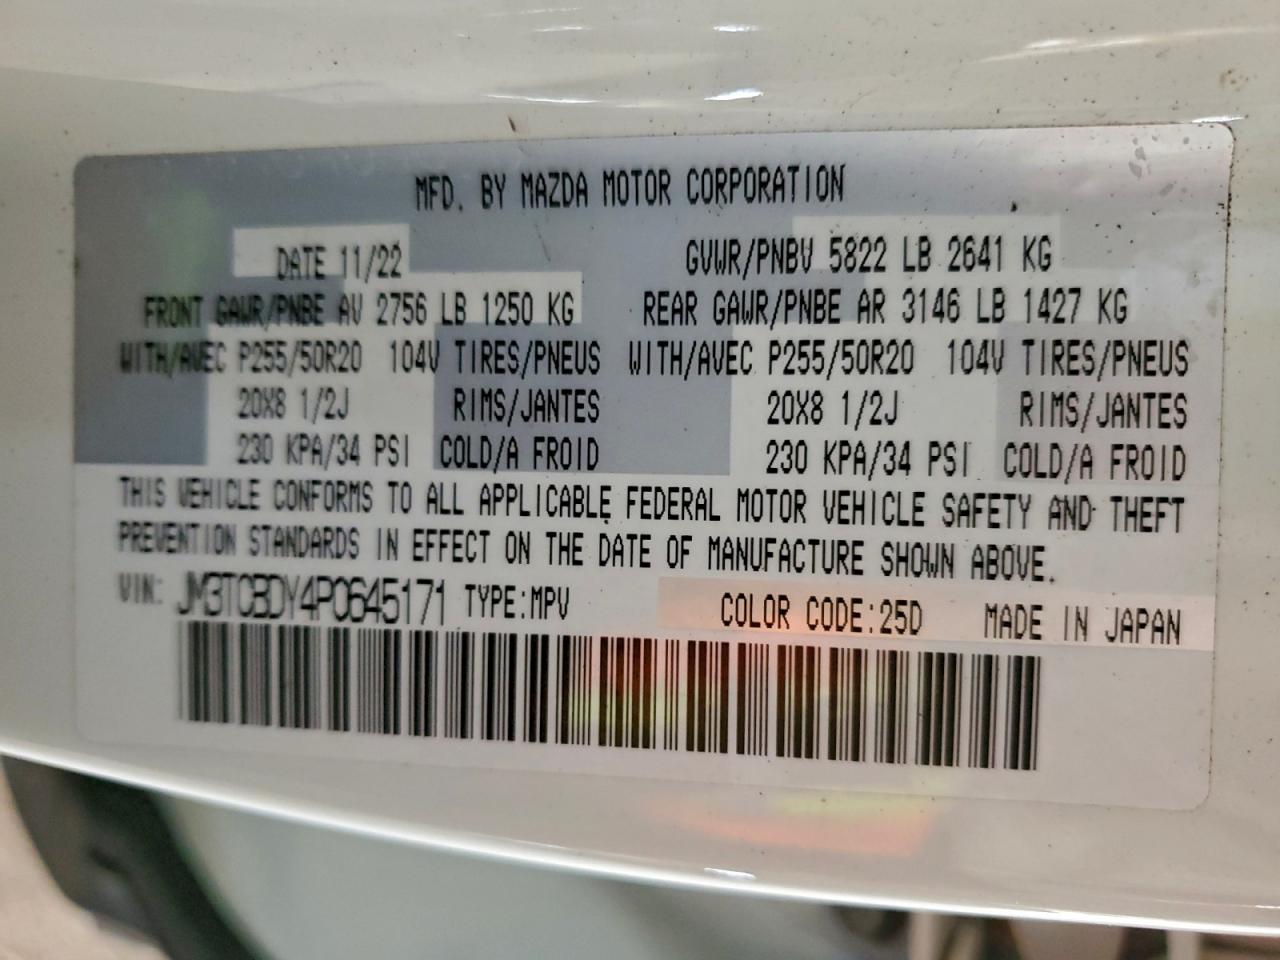 MFD. BY MAZDA MOTOR CORPORATION
DATE 11/22 GVWR/PNBV 5822 LB 2641 KG
FRONT GAWR/PNBE AV 2756 LB 1250 KG REAR GAWR/PNBE AR 3146 LB 1427 KG
WITH/AVEC P255/50R20 104V TIRES/PNEUS WITH/AVEC P255/50R20 104V TIRES/PNEUS
20X8 1/2J RIMS/JANTES 20X8 1/2J RIMS/JANTES
230 KPA/34 PSI COLD/A FROID 230 KPA/34 PSI COLD/A FROID
THIS VEHICLE CONFORMS TO ALL APPLICABLE FEDERAL MOTOR VEHICLE SAFETY AND THEFT
PREVENTION STANDARDS IN EFFECT ON THE DATE OF MANUFACTURE SHOWN ABOVE.
VIN: JM3TCBDY4P0645171 TYPE:MPV COLOR CODE:25D MADE IN JAPAN